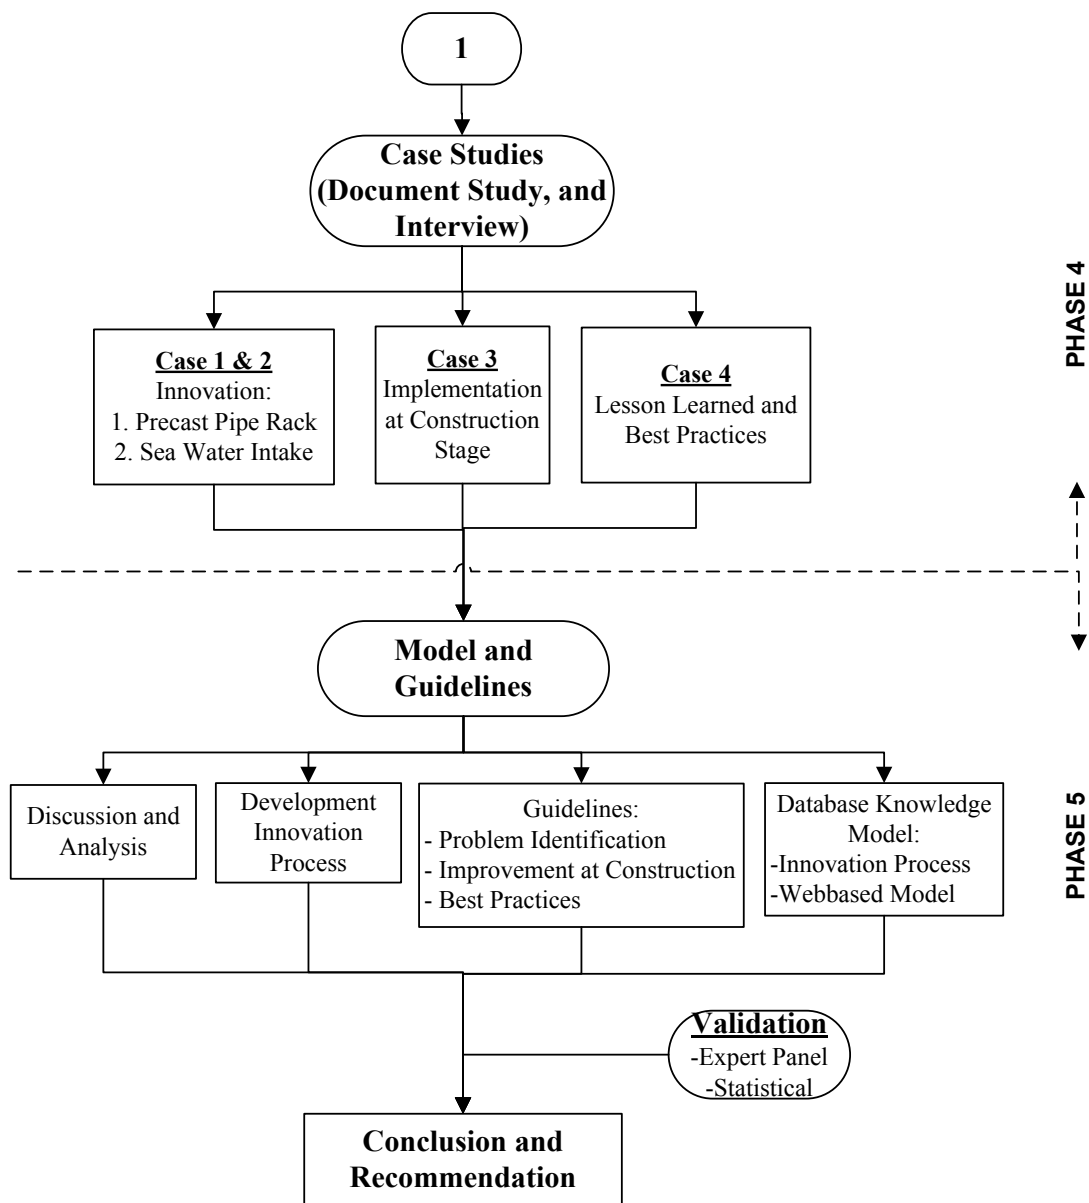 1
Case Studies
(Document Study, and
Interview)
PHASE 4
Case 1 & 2
Innovation:
1. Precast Pipe Rack
2. Sea Water Intake
Case 3
Implementation
at Construction
Stage
Case 4
Lesson Learned and
Best Practices
Model and
Guidelines
PHASE 5
Discussion and
Analysis
Development
Innovation
Process
Guidelines:
- Problem Identification
- Improvement at Construction
- Best Practices
Database Knowledge
Model:
-Innovation Process
-Webbased Model
Validation
-Expert Panel
-Statistical
Conclusion and
Recommendation